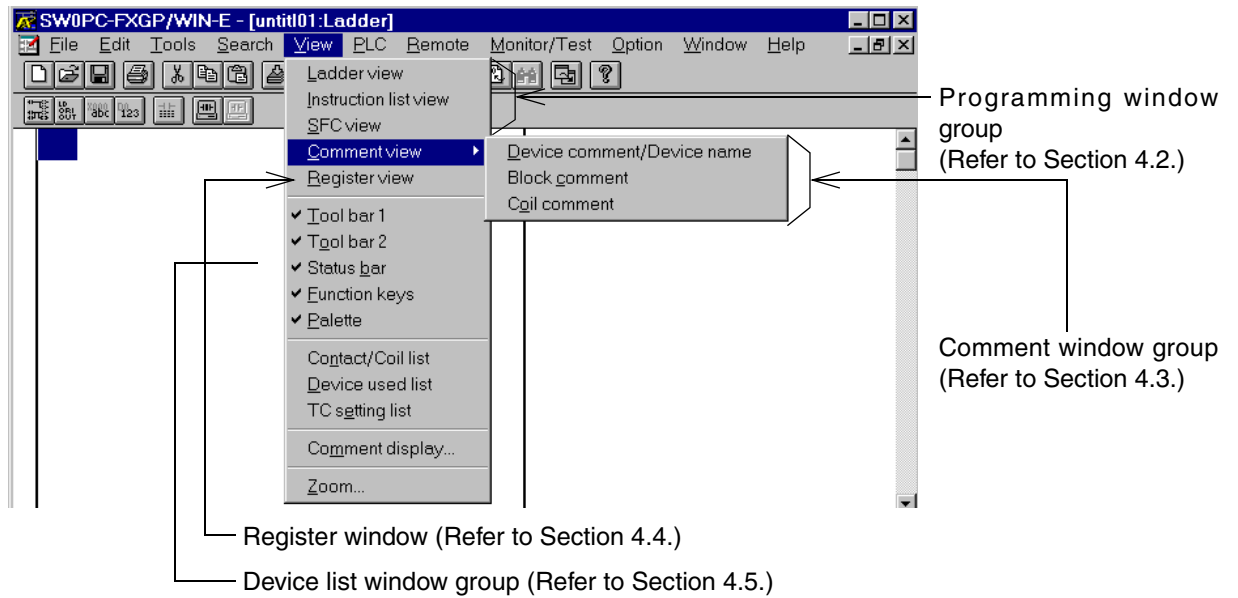 SW0PC-FXGP/WIN-E - [untitl01:Ladder]
File Edit Tools Search View PLC Remote Monitor/Test Option Window Help
Ladder view
Instruction list view
SFC view
Comment view
Register view
Tool bar 1
Tool bar 2
Status bar
Function keys
Palette
Contact/Coil list
Device used list
TC setting list
Comment display...
Zoom...
Device comment/Device name
Block comment
Coil comment
Programming window
group
(Refer to Section 4.2.)
Comment window group
(Refer to Section 4.3.)
Register window (Refer to Section 4.4.)
Device list window group (Refer to Section 4.5.)